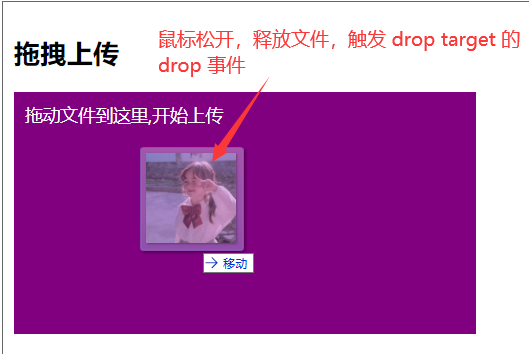 鼠标松开，释放文件，触发 drop target 的
drop 事件
拖拽上传
拖动文件到这里,开始上传
→ 移动